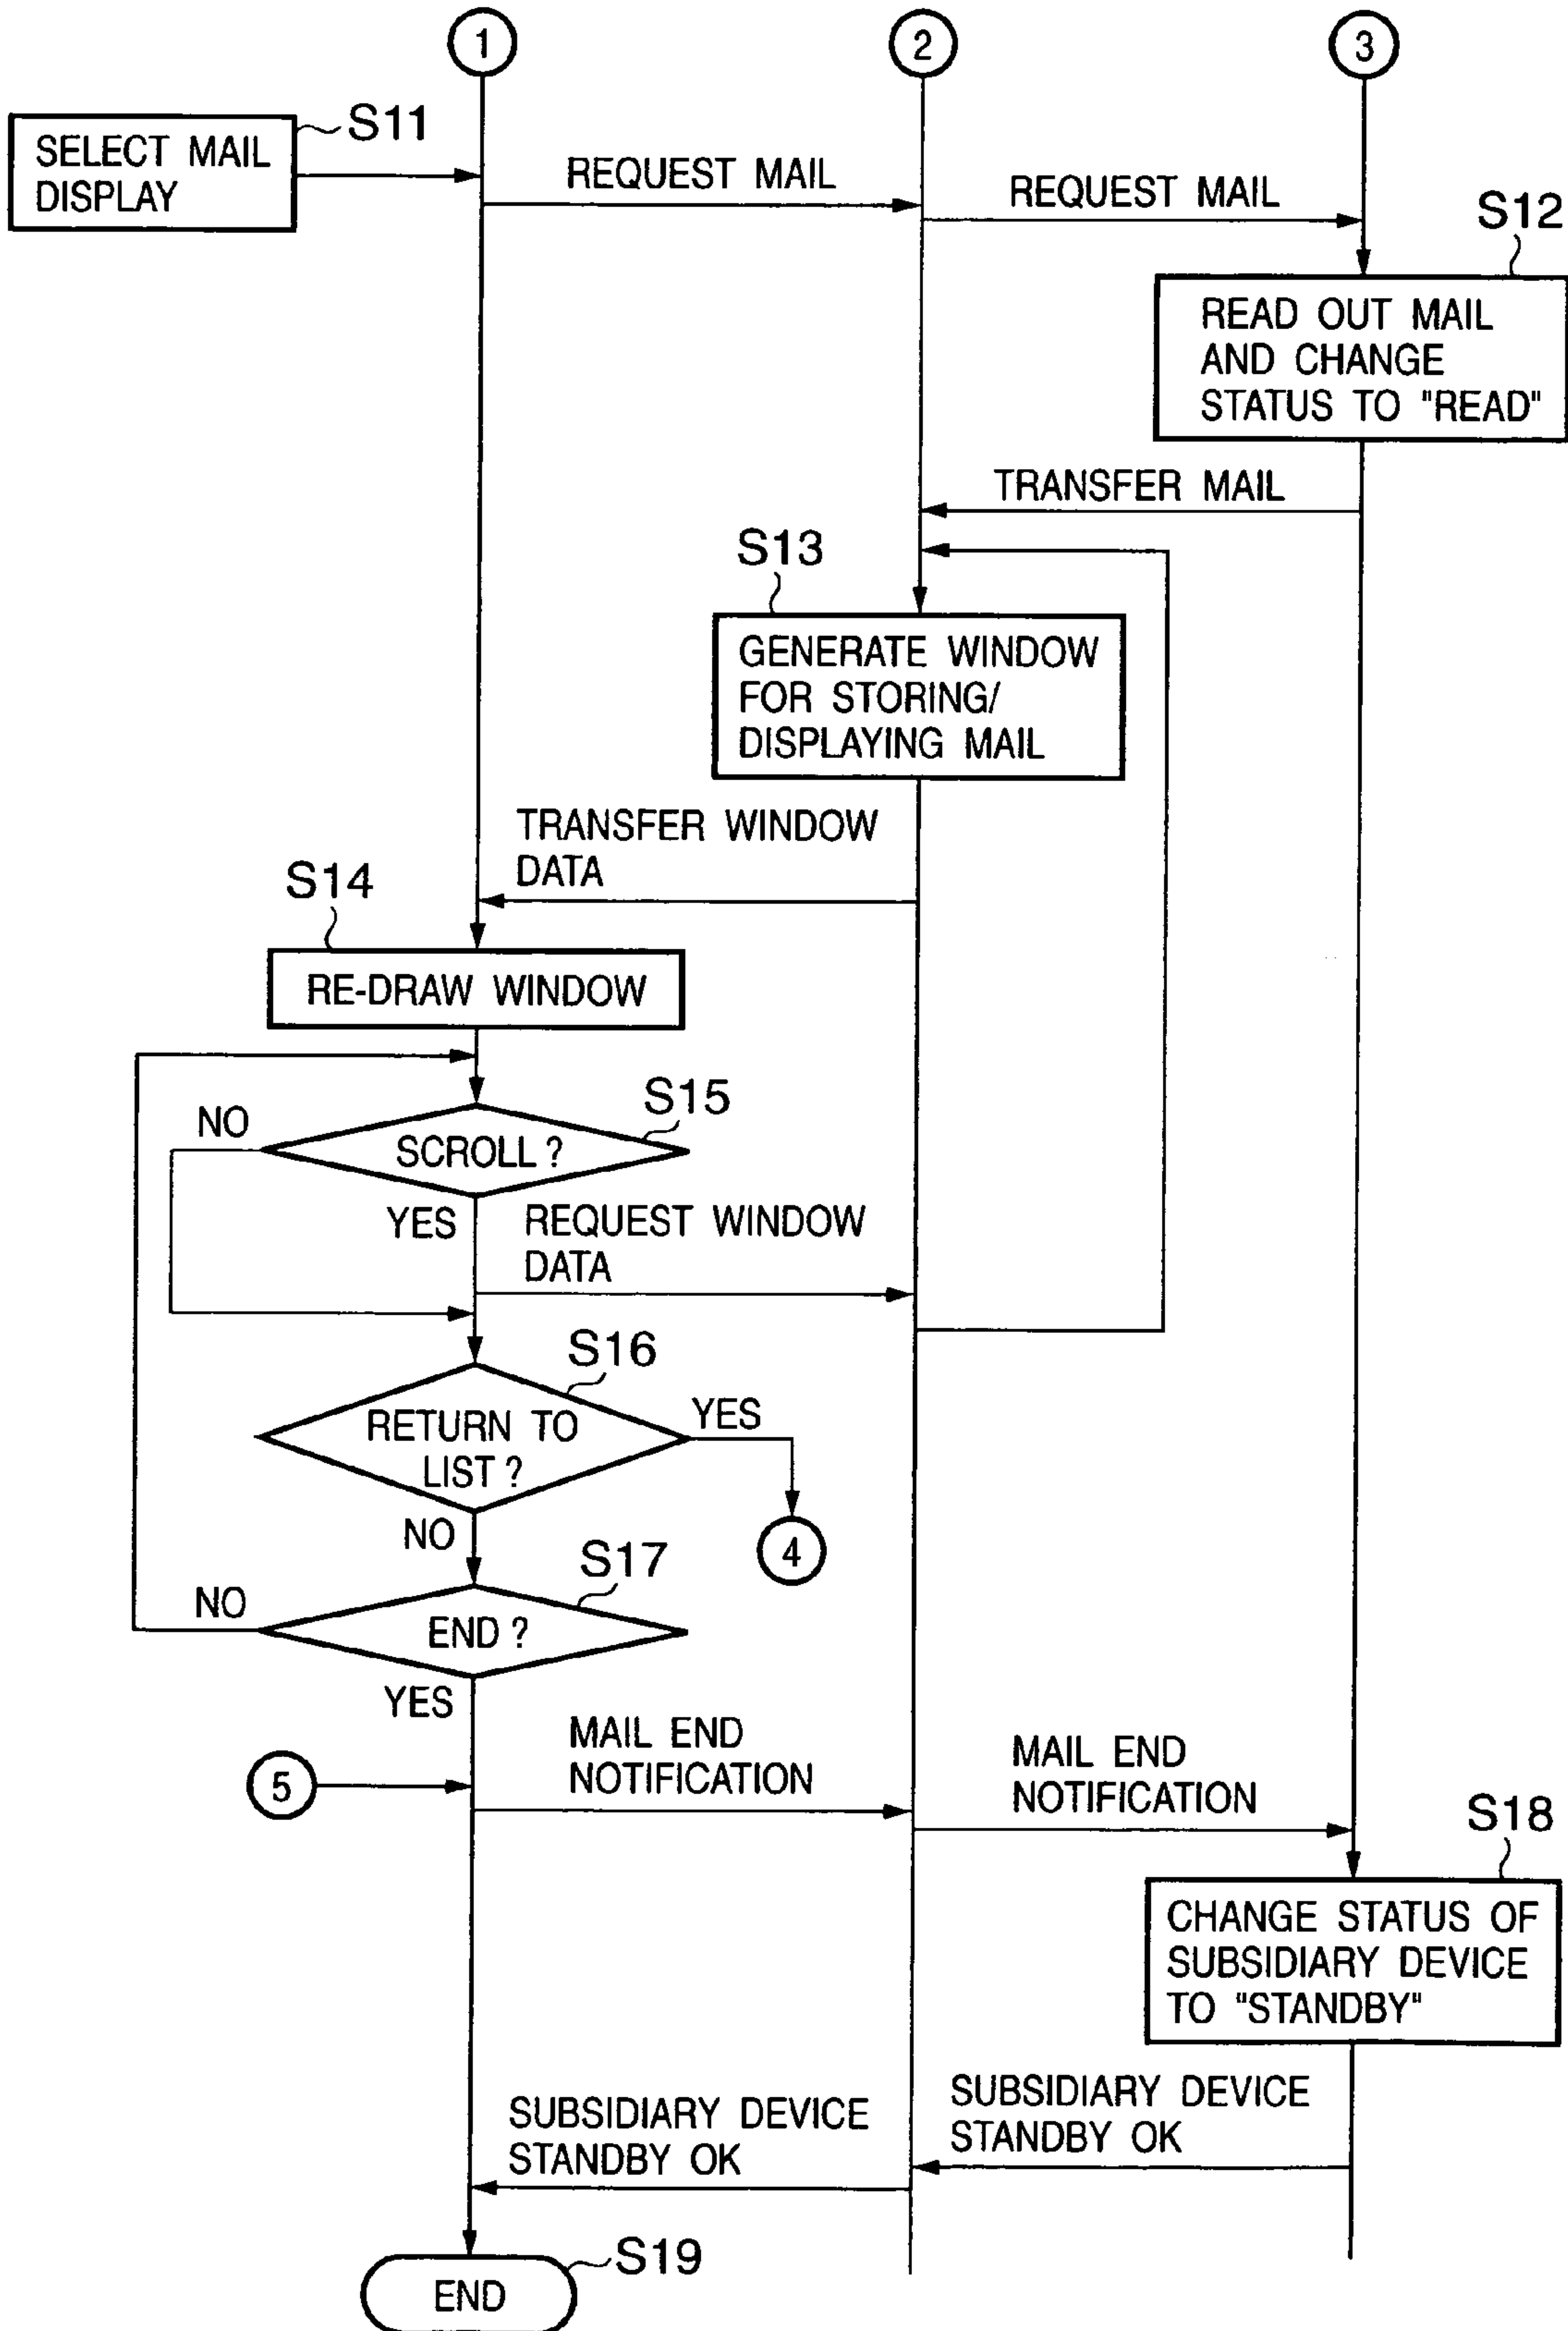 1
2
3
S11
SELECT MAIL
DISPLAY
REQUEST MAIL
REQUEST MAIL
S12
READ OUT MAIL
AND CHANGE
STATUS TO "READ"
TRANSFER MAIL
S13
GENERATE WINDOW
FOR STORING/
DISPLAYING MAIL
TRANSFER WINDOW
DATA
S14
RE-DRAW WINDOW
S15
NO
SCROLL ?
YES
REQUEST WINDOW
DATA
S16
RETURN TO
LIST ?
YES
4
NO
S17
NO
END ?
YES
MAIL END
NOTIFICATION
5
MAIL END
NOTIFICATION
S18
CHANGE STATUS OF
SUBSIDIARY DEVICE
TO "STANDBY"
SUBSIDIARY DEVICE
STANDBY OK
SUBSIDIARY DEVICE
STANDBY OK
S19
END